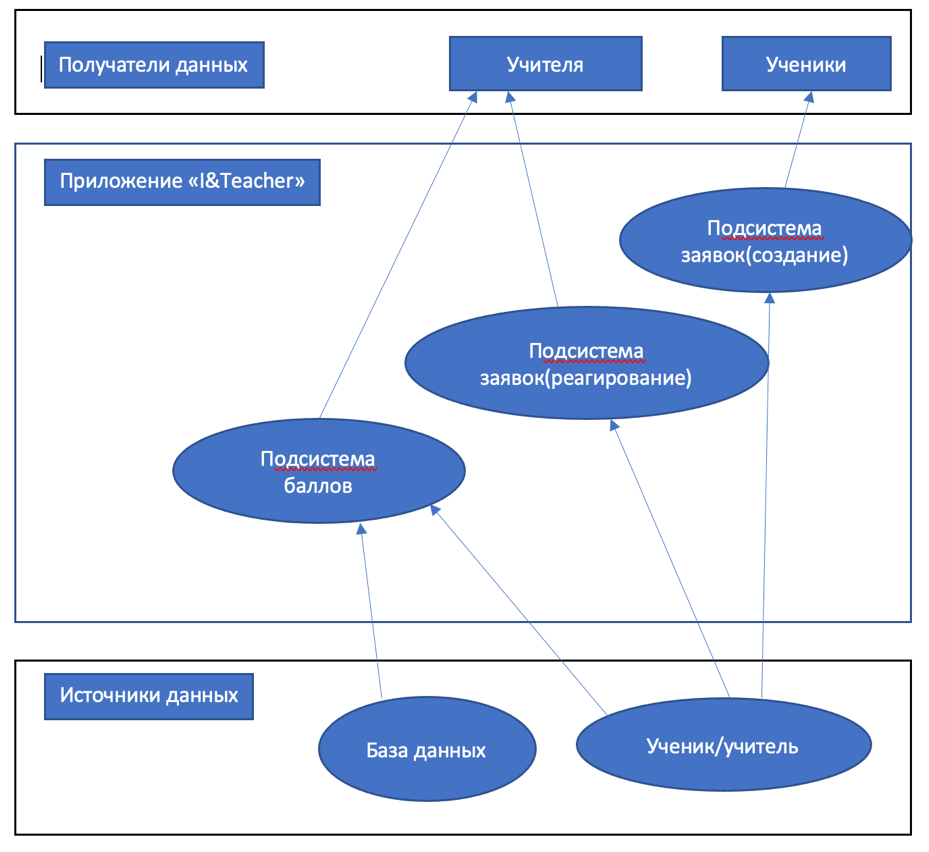 Получатели данных
Учителя
Ученики
Приложение «I&Teacher»
Подсистема
заявок(создание)
Подсистема
заявок(реагирование)
Подсистема
баллов
Источники данных
База данных
Ученик/учитель